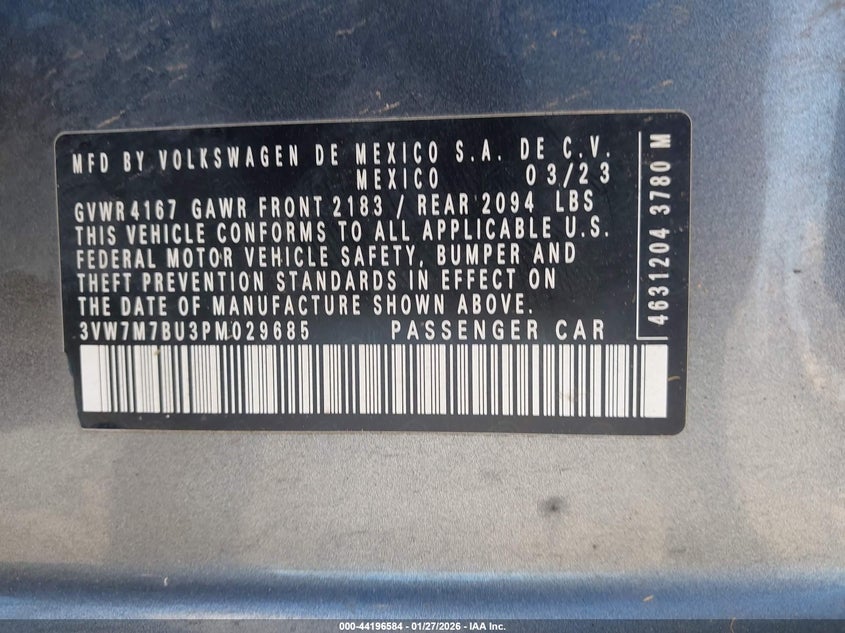 MFD BY VOLKSWAGEN DE MEXICO S.A. DE C.V.
MEXICO 03/23
GVWR 4167 GAWR FRONT 2183 / REAR 2094 LBS
THIS VEHICLE CONFORMS TO ALL APPLICABLE U.S.
FEDERAL MOTOR VEHICLE SAFETY, BUMPER AND
THEFT PREVENTION STANDARDS IN EFFECT ON
THE DATE OF MANUFACTURE SHOWN ABOVE.
3VW7M7BU3PM029685 PASSENGER CAR
4631204 3780 M
000-44196584 - 01/27/2026 - IAA Inc.